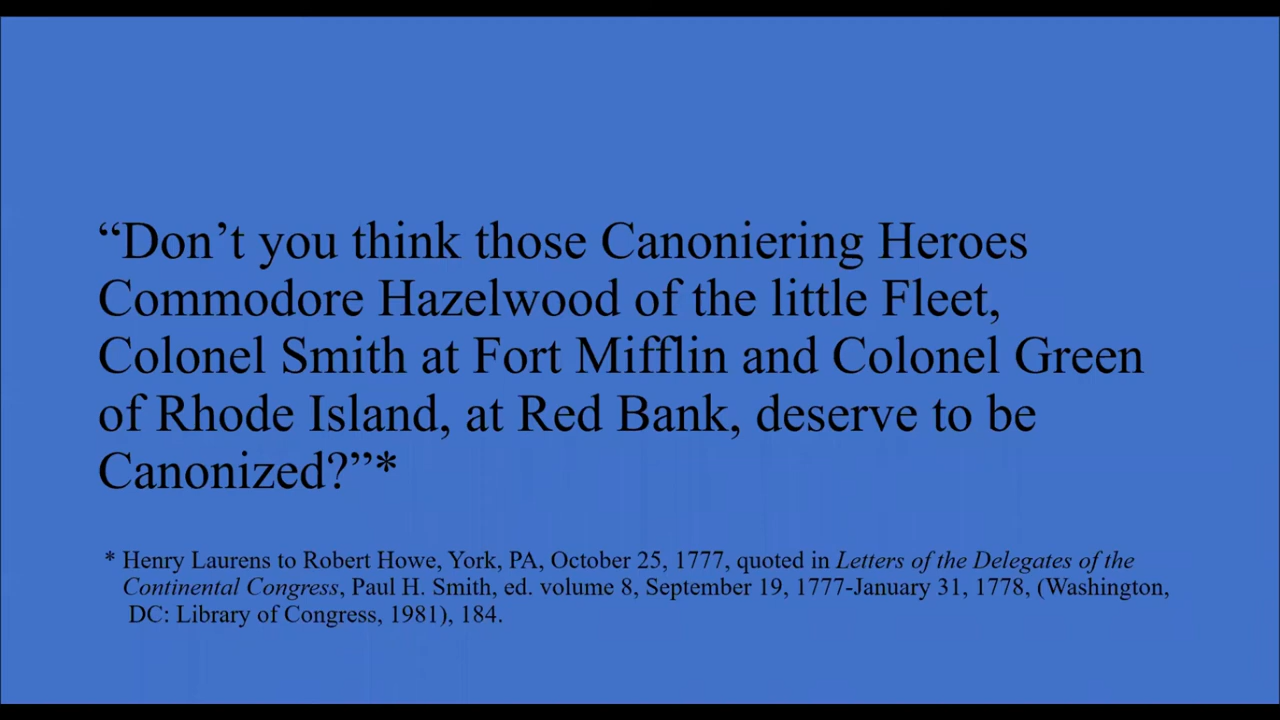 “Don’t you think those Canoniering Heroes
Commodore Hazelwood of the little Fleet,
Colonel Smith at Fort Mifflin and Colonel Green
of Rhode Island, at Red Bank, deserve to be
Canonized?”*
* Henry Laurens to Robert Howe, York, PA, October 25, 1777, quoted in Letters of the Delegates of the
Continental Congress, Paul H. Smith, ed. volume 8, September 19, 1777-January 31, 1778, (Washington,
DC: Library of Congress, 1981), 184.